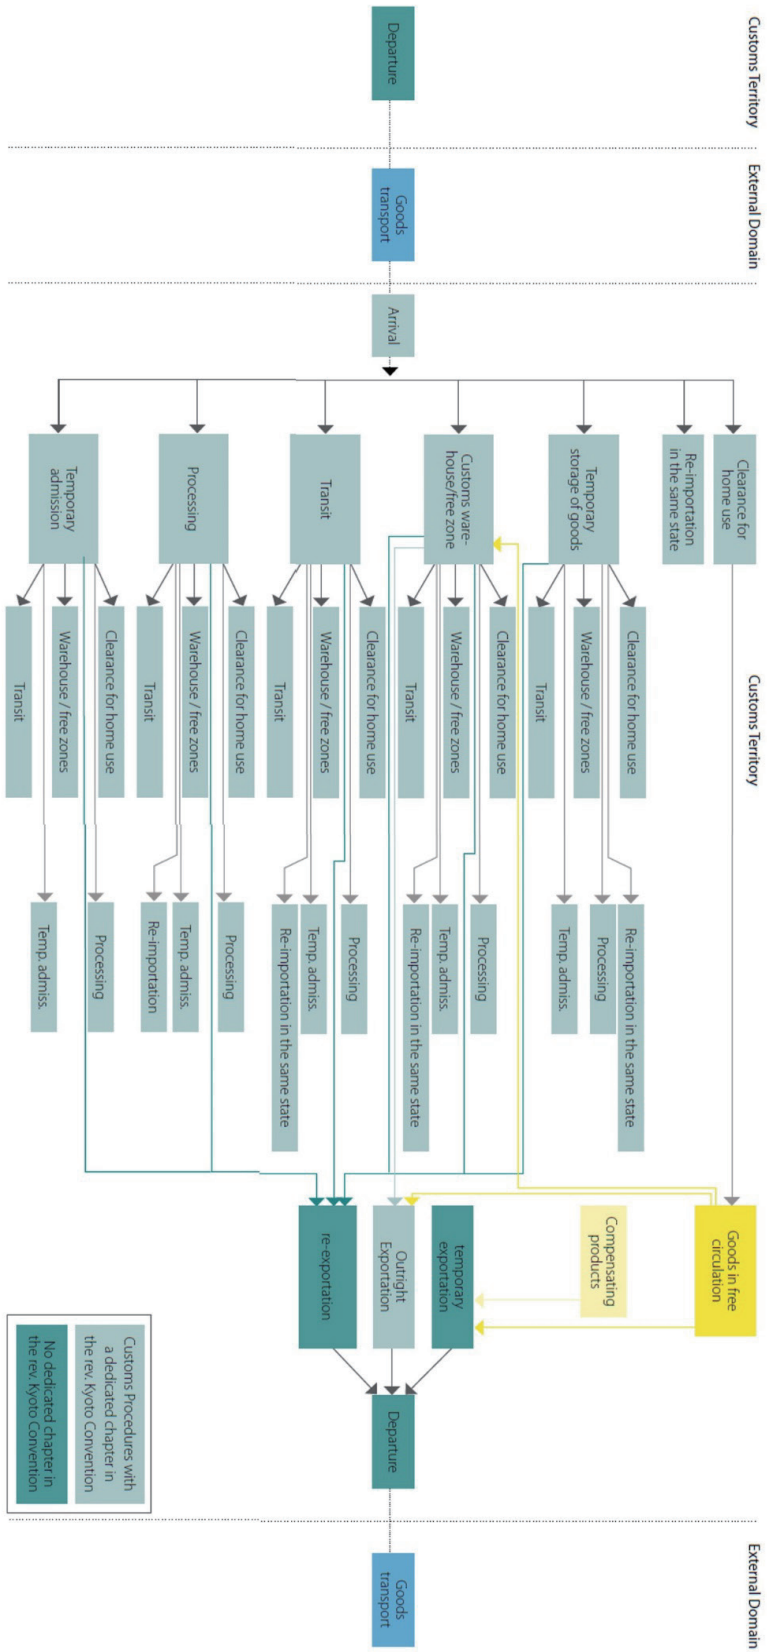 Customs Territory
External Domain
Customs Territory
External Domain
Departure
Goods
transport
Arrival
Clearance for
home use
Re-importation
in the same state
Temporary
storage of goods
Clearance for home use
Warehouse / free zones
Transit
Re-importation in the same state
Processing
Temp. admiss.
Customs ware-
house/free zone
Clearance for home use
Warehouse / free zones
Transit
Processing
Temp. admiss.
Re-importation in the same state
Transit
Clearance for home use
Warehouse / free zones
Transit
Processing
Temp. admiss.
Re-importation in the same state
Processing
Clearance for home use
Warehouse / free zones
Transit
Processing
Temp. admiss.
Re-importation
Temporary
admission
Clearance for home use
Warehouse / free zones
Transit
Processing
Temp. admiss.
Goods in free
circulation
Compensating
products
temporary
exportation
Outright
Exportation
re-exportation
Departure
Goods
transport
Customs Procedures with
a dedicated chapter in
the rev. Kyoto Convention
No dedicated chapter in
the rev. Kyoto Convention